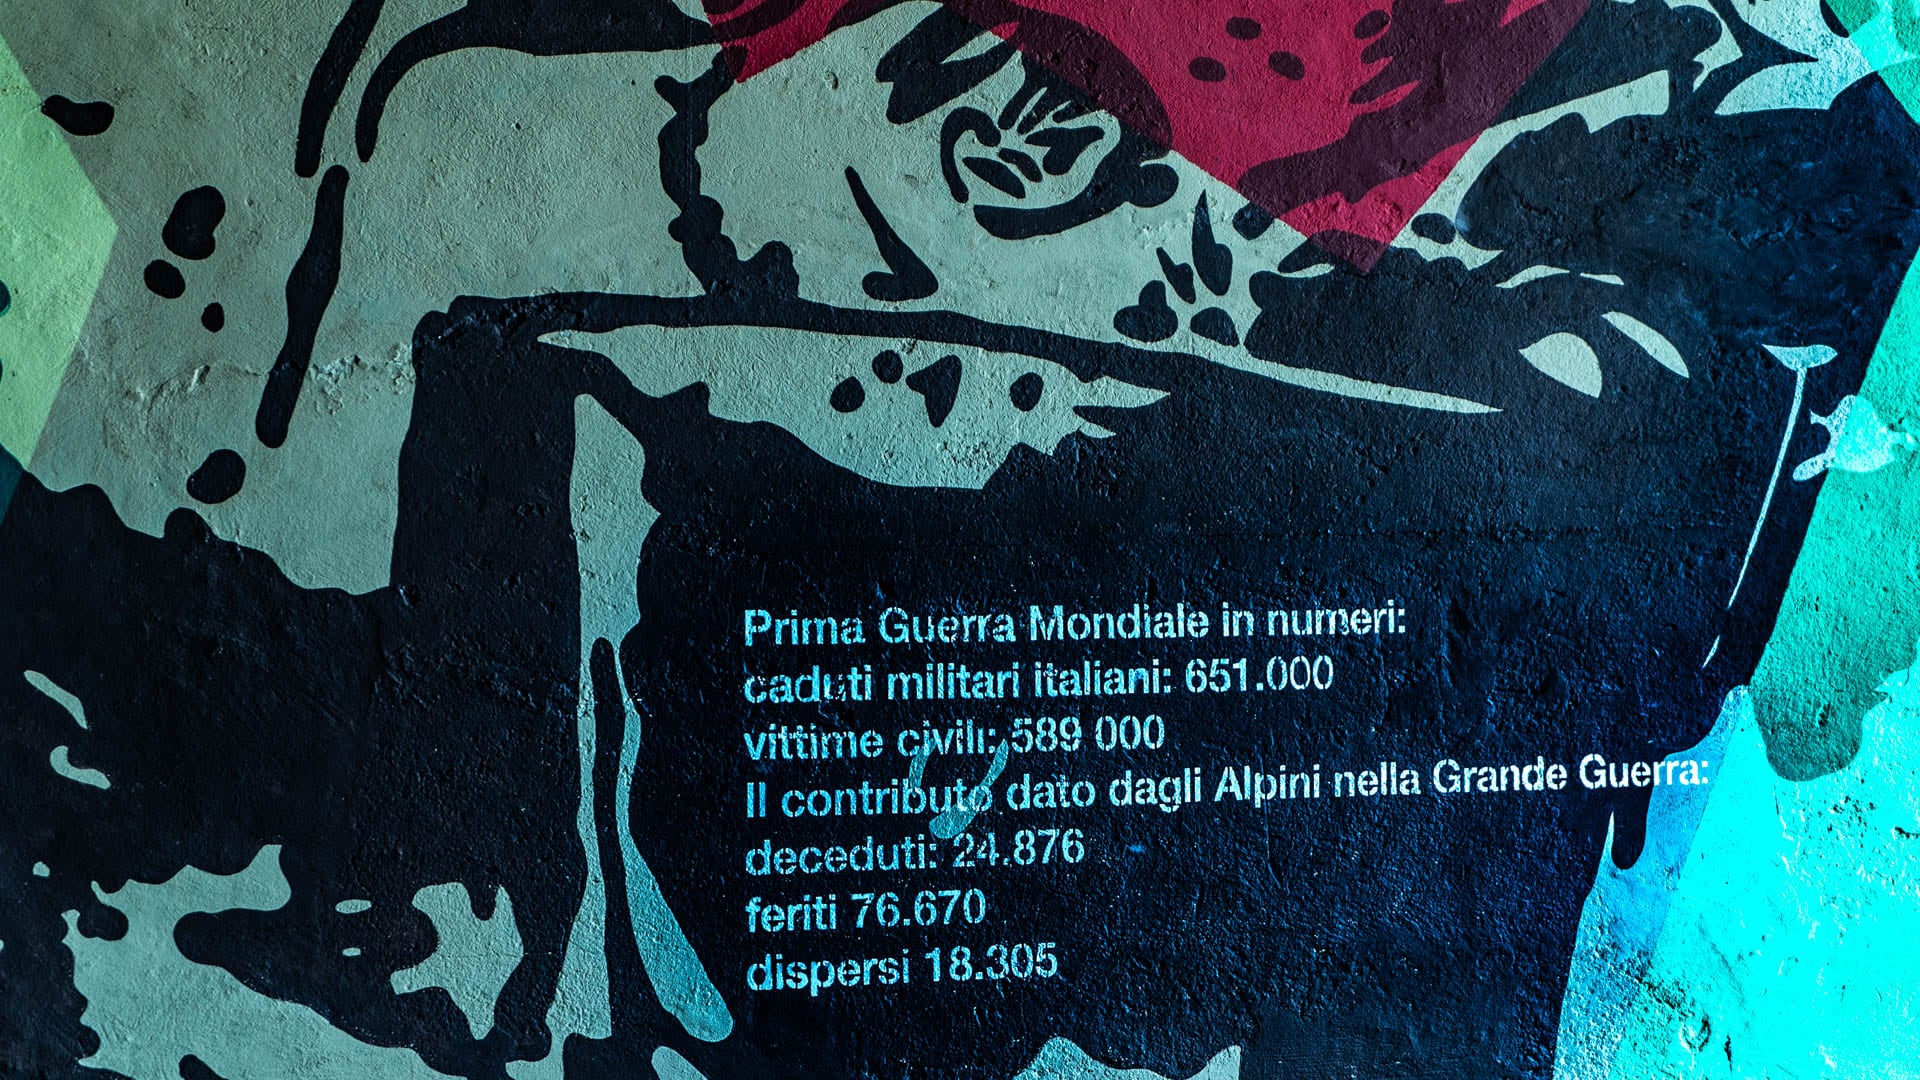 Prima Guerra Mondiale in numeri:
caduti militari italiani: 651.000
vittime civili: 589 000
Il contributo dato dagli Alpini nella Grande Guerra:
deceduti: 24.876
feriti 76.670
dispersi 18.305